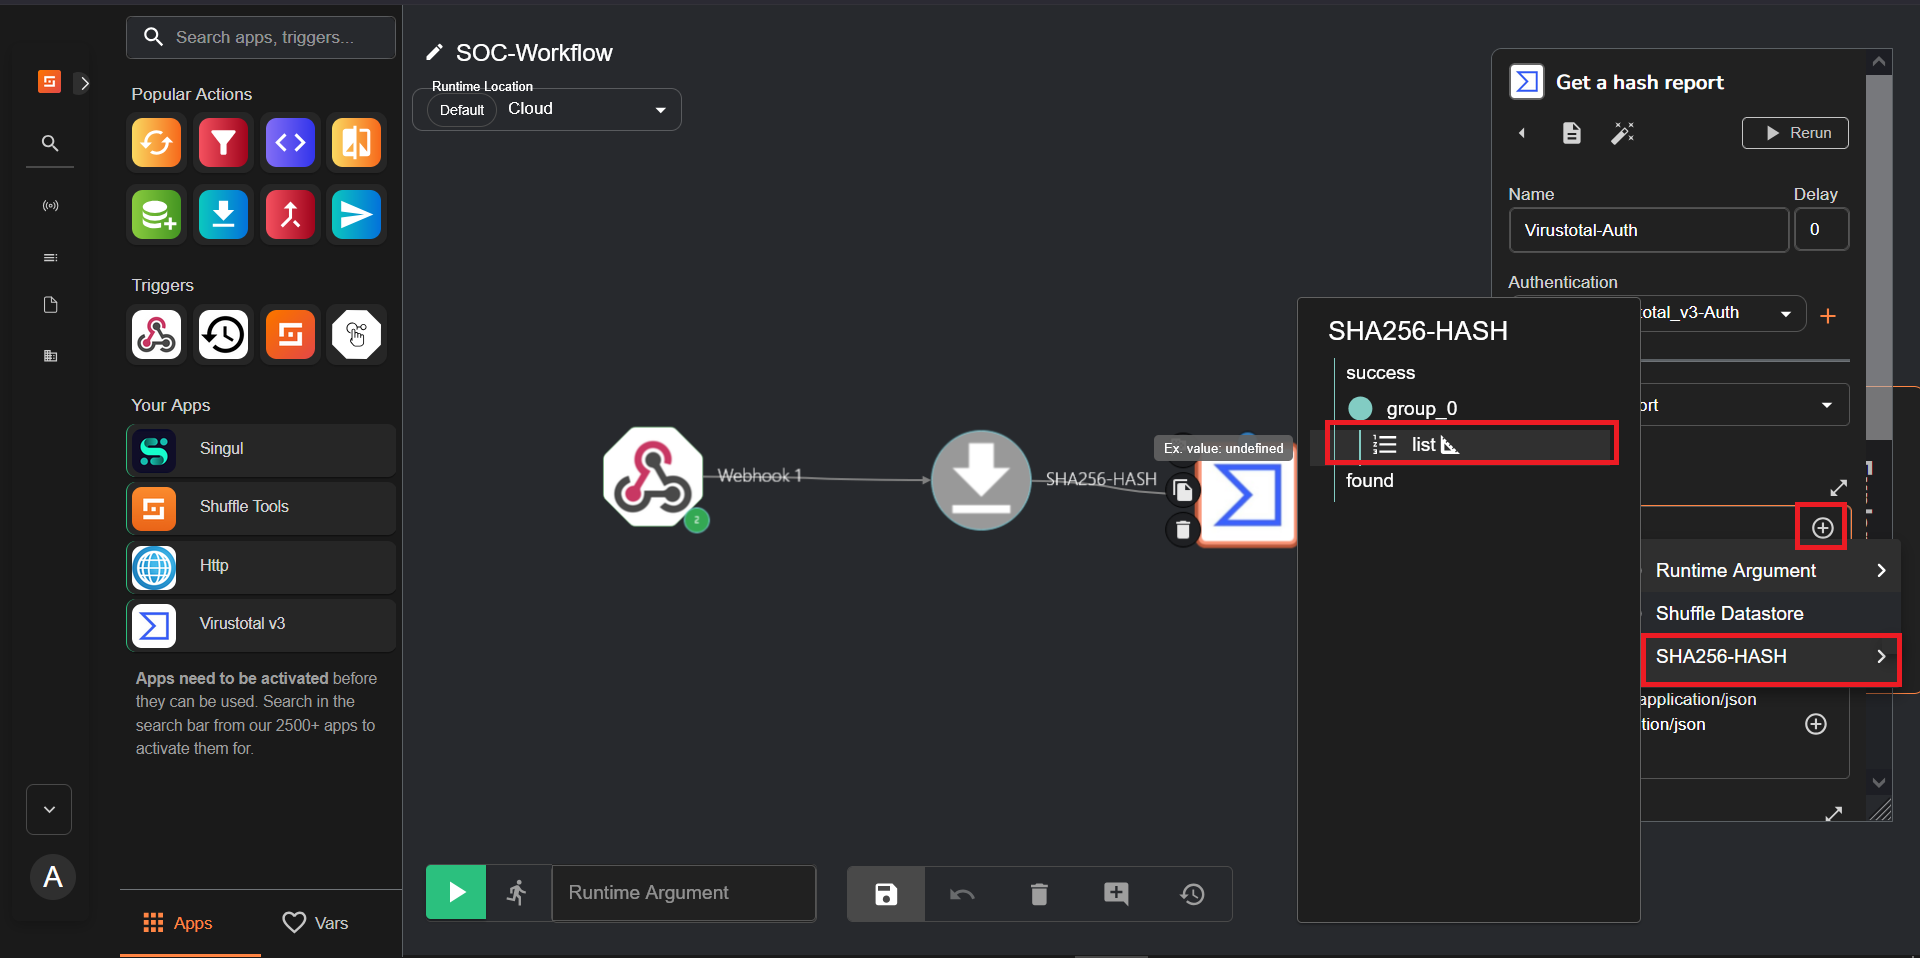 Search apps, triggers...
Popular Actions
Triggers
Your Apps
Singul
Shuffle Tools
Http
Virustotal v3
Apps need to be activated before
they can be used. Search in the
search bar from our 2500+ apps to
activate them for.
A
Apps
Vars
SOC-Workflow
Runtime Location
Default
Cloud
Webhook 1
2
SHA256-HASH
Ex. value: undefined
Runtime Argument
SHA256-HASH
success
group_0
list
found
Get a hash report
Rerun
Name
Delay
Virustotal-Auth
0
Authentication
total_v3-Auth
ort
Runtime Argument
Shuffle Datastore
SHA256-HASH
application/json
tion/json